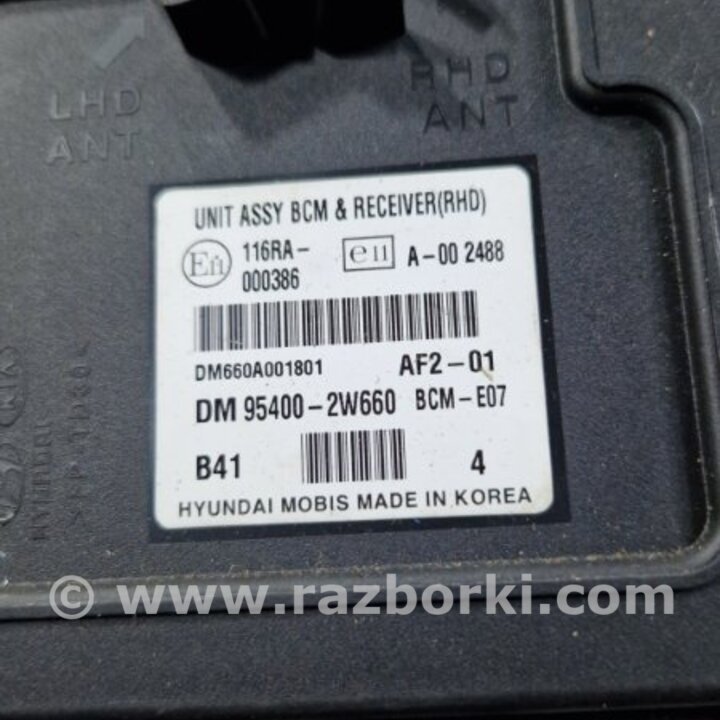 LHD
ANT
RHD
ANT
UNIT ASSY BCM & RECEIVER(RHD)
E11 116RA-
000386
e11 A-00 2488
DM660A001801 AF2-01
DM 95400-2W660 BCM-E07
B41 4
HYUNDAI MOBIS MADE IN KOREA
© www.razborki.com